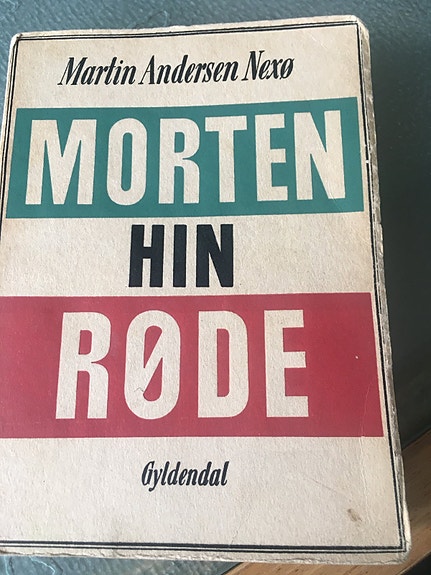 Martin Andersen Nexø
MORTEN
HIN
RØDE
Gyldendal